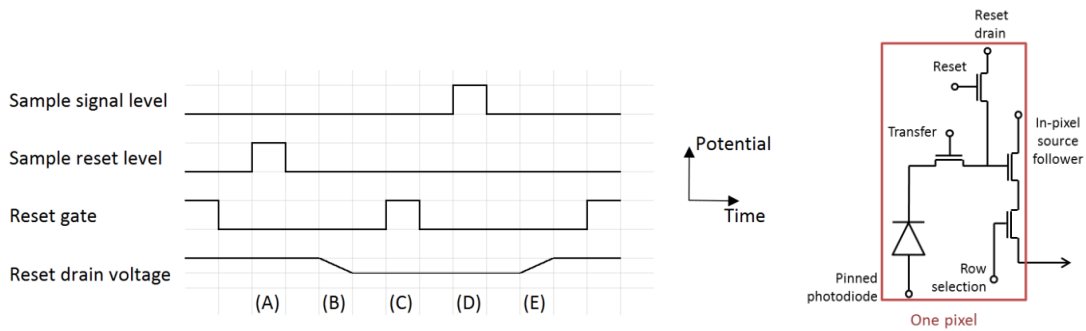 Sample signal level
Sample reset level
Reset gate
Reset drain voltage
(A)
(B)
(C)
(D)
(E)
Potential
Time
Reset
drain
Reset
Transfer
In-pixel
source
follower
Pinned
photodiode
Row
selection
One pixel